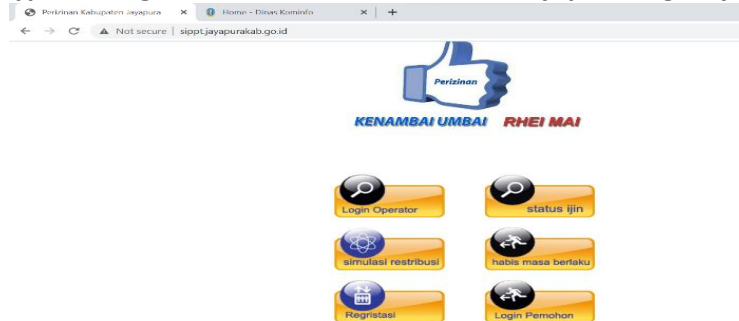 Perizinan Kabupaten Jayapura × Home - Dinas Kominfo × +
Not secure | sippt.jayapurakab.go.id
Perizinan
KENAMBAI UMBAI RHEI MAI
Login Operator status ijin
simulasi restribusi habis masa berlaku
Regristasi Login Pemohon